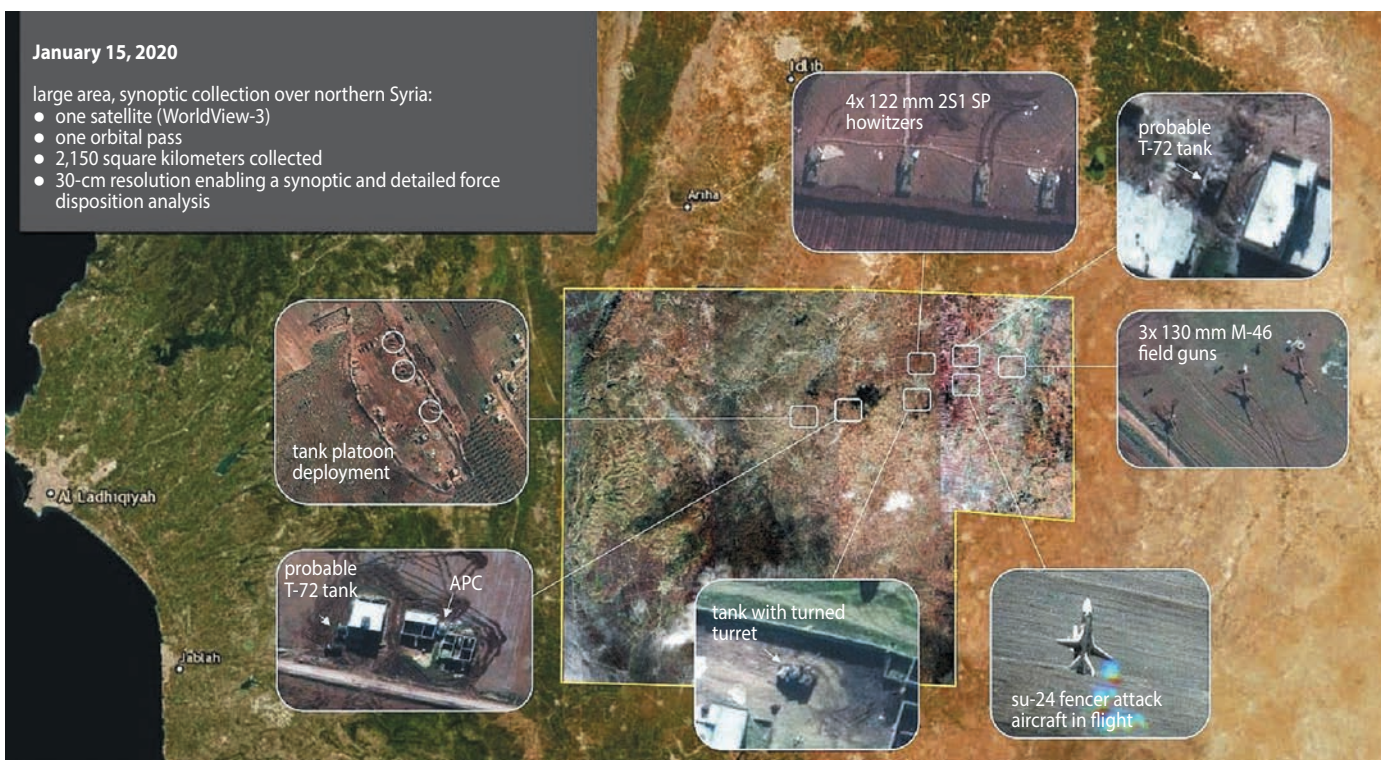 January 15, 2020
large area, synoptic collection over northern Syria:
● one satellite (WorldView-3)
● one orbital pass
● 2,150 square kilometers collected
● 30-cm resolution enabling a synoptic and detailed force
disposition analysis
Idlib
Ariha
4x 122 mm 2S1 SP
howitzers
probable
T-72 tank
3x 130 mm M-46
field guns
tank platoon
deployment
Al Ladhiqiyah
probable
T-72 tank
APC
tank with turned
turret
su-24 fencer attack
aircraft in flight
Jablah